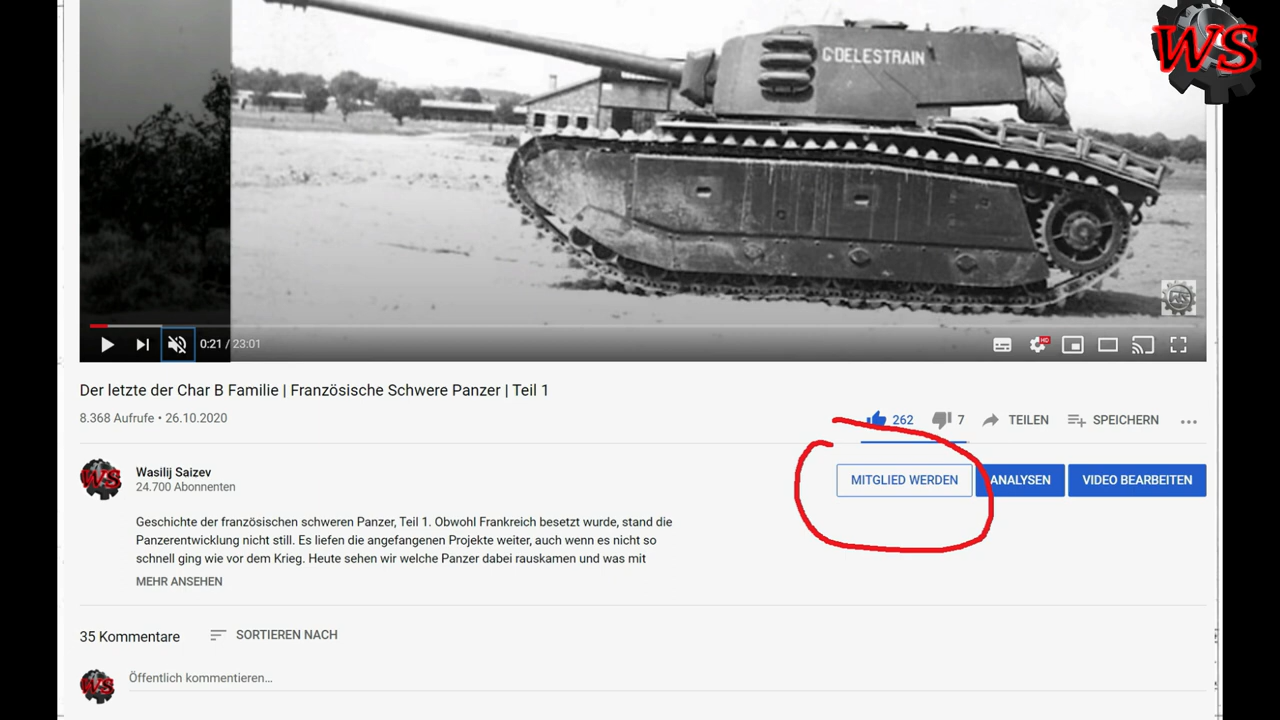 G·DELESTRAIN
WS
0:21 / 23:01
HD
Der letzte der Char B Familie | Französische Schwere Panzer | Teil 1
8.368 Aufrufe • 26.10.2020
262
7
TEILEN
SPEICHERN
WS
Wasilij Saizev
24.700 Abonnenten
MITGLIED WERDEN
ANALYSEN
VIDEO BEARBEITEN
Geschichte der französischen schweren Panzer, Teil 1. Obwohl Frankreich besetzt wurde, stand die
Panzerentwicklung nicht still. Es liefen die angefangenen Projekte weiter, auch wenn es nicht so
schnell ging wie vor dem Krieg. Heute sehen wir welche Panzer dabei rauskamen und was mit
MEHR ANSEHEN
35 Kommentare
SORTIEREN NACH
WS
Öffentlich kommentieren...